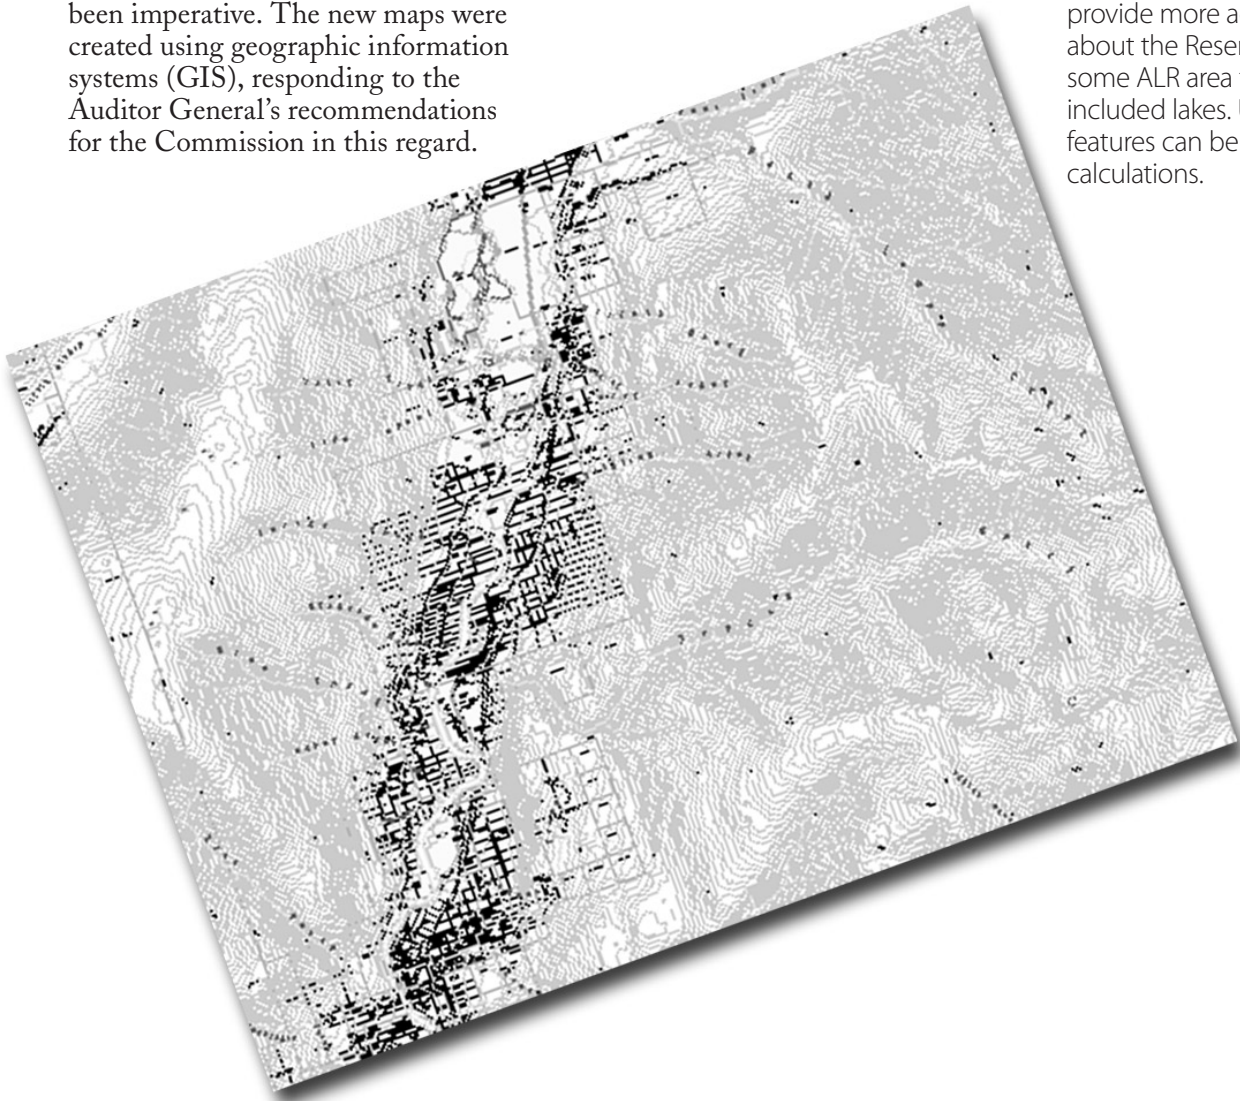 been imperative. The new maps were
created using geographic information
systems (GIS), responding to the
Auditor General’s recommendations
for the Commission in this regard.
provide more a
about the Reser
some ALR area
included lakes.
features can be
calculations.